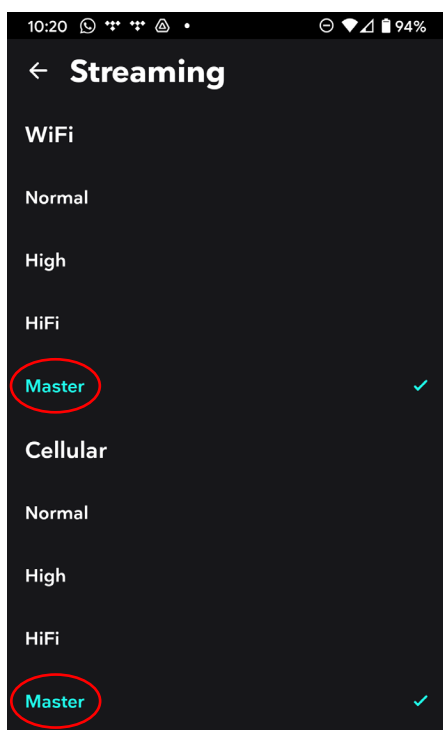 10:20 94%
Streaming
WiFi
Normal
High
HiFi
Master
Cellular
Normal
High
HiFi
Master